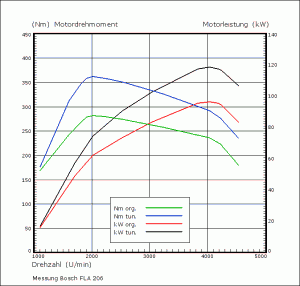 (Nm) Motordrehmoment Motorleistung (kW)
450 140
400 120
350
300 100
250 80
200 60
150
100 40
50 20
0 0
Nm org.
Nm tun.
kW org.
kW tun.
1000 2000 3000 4000 5000
Drehzahl (U/min)
Messung Bosch FLA 206